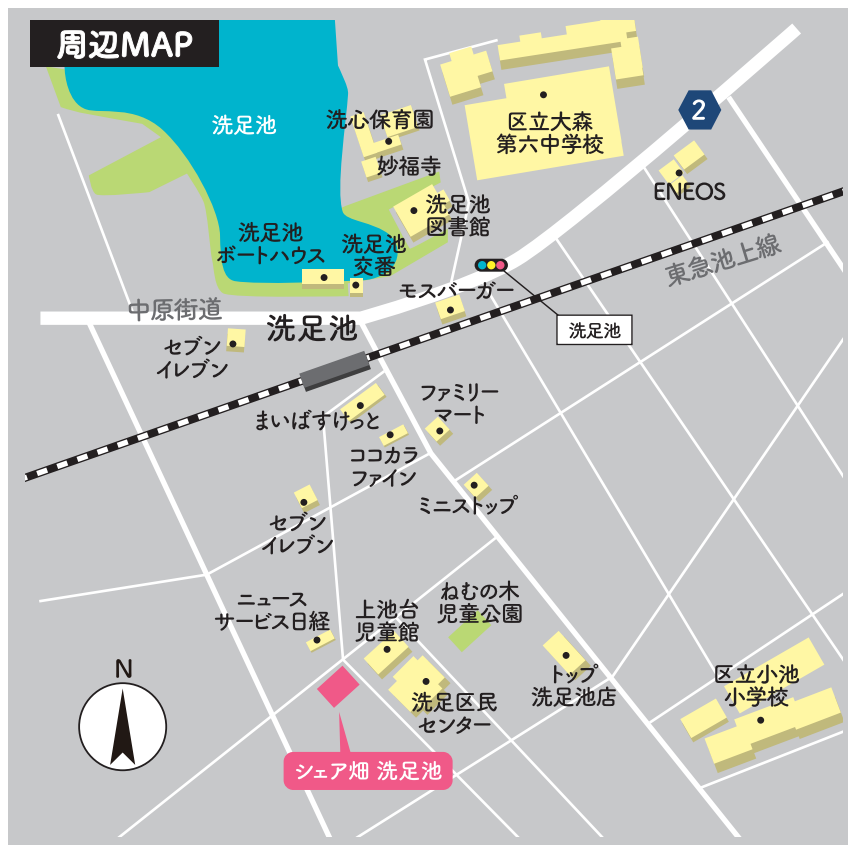 周辺MAP
洗足池
洗心保育園
妙福寺
区立大森
第六中学校
2
ENEOS
洗足池
図書館
洗足池
ボートハウス
洗足池
交番
東急池上線
モスバーガー
中原街道
洗足池
洗足池
セブン
イレブン
ファミリー
マート
まいばすけっと
ココカラ
ファイン
ミニストップ
セブン
イレブン
ニュース
サービス日経
上池台
児童館
ねむの木
児童公園
トップ
洗足池店
区立小池
小学校
洗足区民
センター
N
シェア畑 洗足池